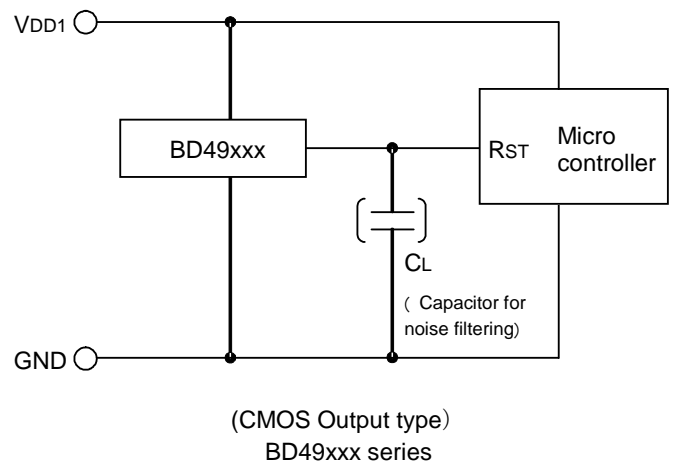 VDD1
BD49xxx
RST
Micro
controller
CL
( Capacitor for
noise filtering)
GND
(CMOS Output type）
BD49xxx series